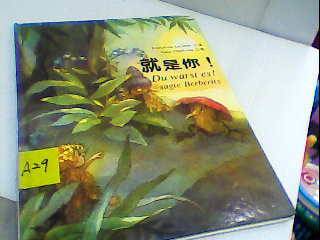 就是你！
Du warst es!
sagte Berberitz
A29